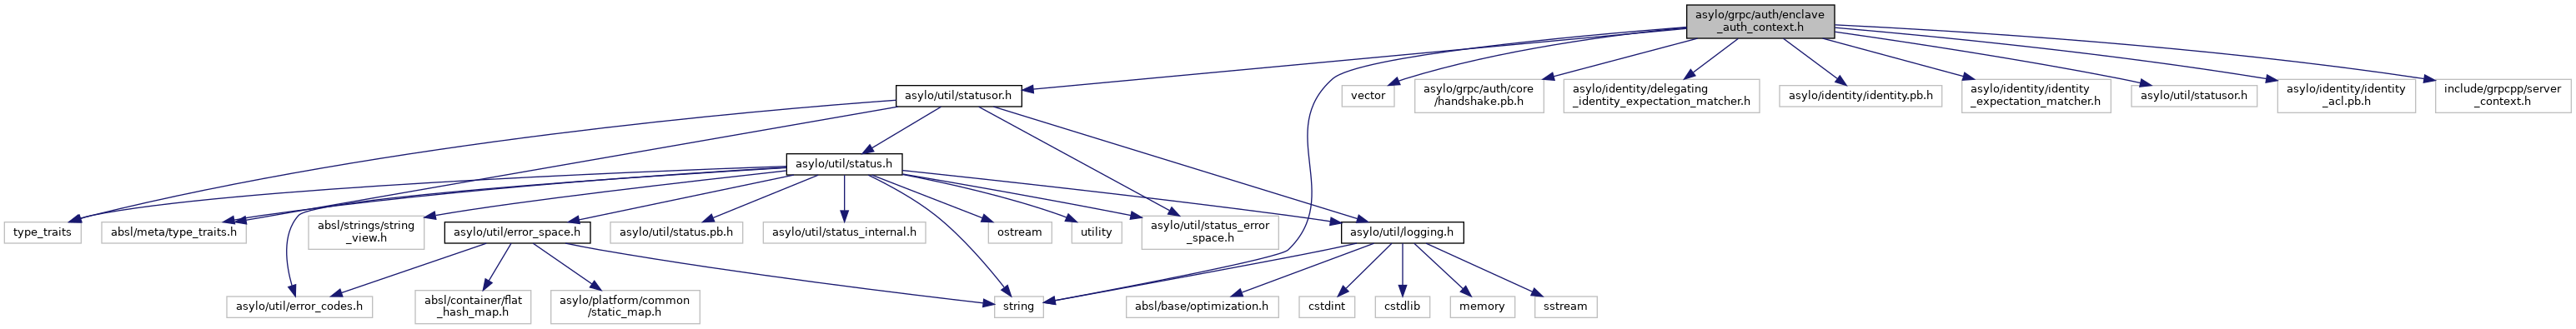 asylo/grpc/auth/enclave
_auth_context.h
asylo/util/statusor.h
vector
asylo/grpc/auth/core
/handshake.pb.h
asylo/identity/delegating
_identity_expectation_matcher.h
asylo/identity/identity.pb.h
asylo/identity/identity
_expectation_matcher.h
asylo/util/statusor.h
asylo/identity/identity
_acl.pb.h
include/grpcpp/server
_context.h
asylo/util/status.h
type_traits
absl/meta/type_traits.h
absl/strings/string
_view.h
asylo/util/error_space.h
asylo/util/status.pb.h
asylo/util/status_internal.h
ostream
utility
asylo/util/status_error
_space.h
asylo/util/logging.h
asylo/util/error_codes.h
absl/container/flat
_hash_map.h
asylo/platform/common
/static_map.h
string
absl/base/optimization.h
cstdint
cstdlib
memory
sstream